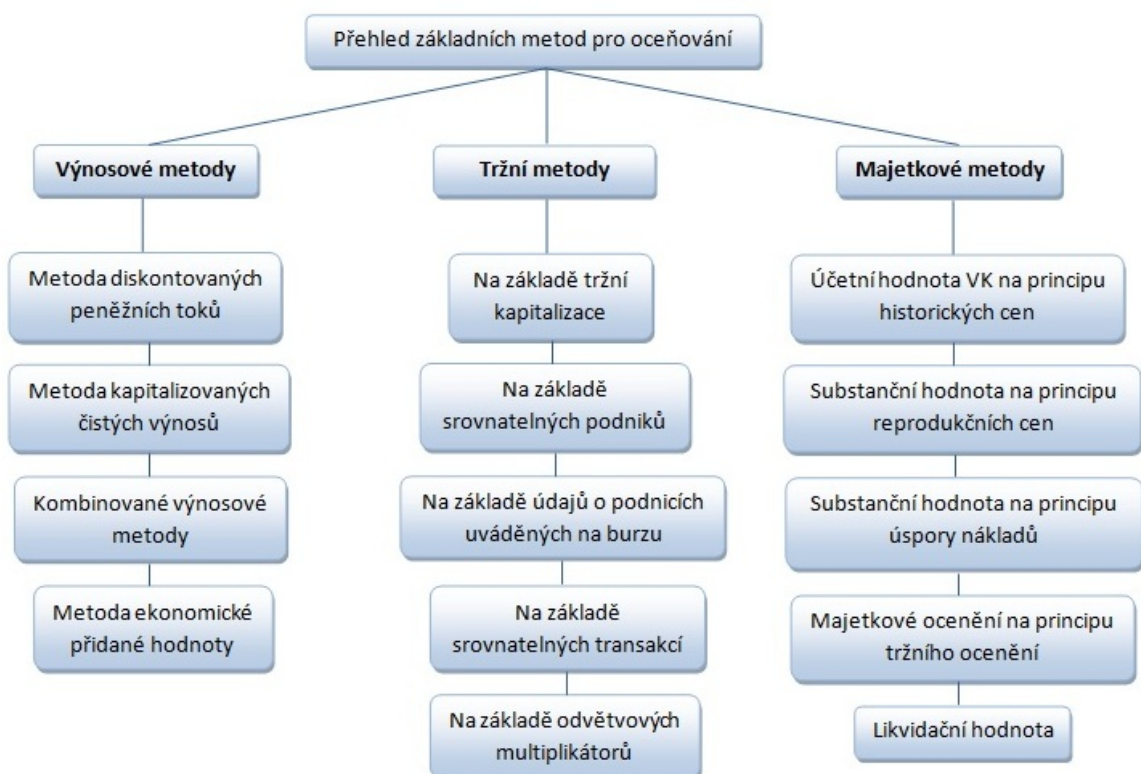 Přehled základních metod pro oceňování
Výnosové metody
Metoda diskontovaných
peněžních toků
Metoda kapitalizovaných
čistých výnosů
Kombinované výnosové
metody
Metoda ekonomické
přidané hodnoty
Tržní metody
Na základě tržní
kapitalizace
Na základě
srovnatelných podniků
Na základě údajů o podnicích
uváděných na burzu
Na základě
srovnatelných transakcí
Na základě odvětvových
multiplikátorů
Majetkové metody
Účetní hodnota VK na principu
historických cen
Substanční hodnota na principu
reprodukčních cen
Substanční hodnota na principu
úspory nákladů
Majetkové ocenění na principu
tržního ocenění
Likvidační hodnota